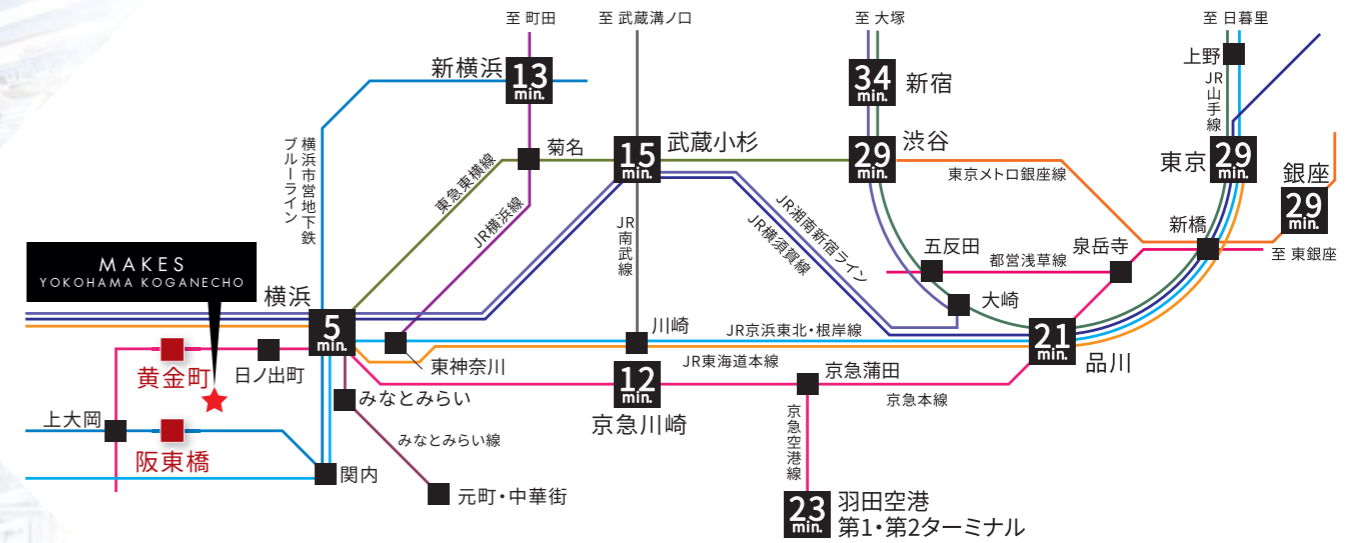 至 町田
至 武蔵溝ノ口
至 大塚
至 日暮里
新横浜
13
min.
34
min.
新宿
上野
JR山手線
横浜市営地下鉄
ブルーライン
菊名
東急東横線
JR横浜線
15
min.
武蔵小杉
29
min.
渋谷
東京メトロ銀座線
東京
29
min.
銀座
29
min.
JR南武線
JR湘南新宿ライン
JR横須賀線
五反田
都営浅草線
泉岳寺
新橋
至 東銀座
大崎
MAKES
YOKOHAMA KOGANECHO
横浜
5
min.
東神奈川
川崎
JR京浜東北・根岸線
JR東海道本線
21
min.
品川
黄金町
日ノ出町
みなとみらい
12
min.
京急川崎
京急蒲田
京急本線
上大岡
阪東橋
関内
みなとみらい線
元町・中華街
京急空港線
23
min.
羽田空港
第1・第2ターミナル